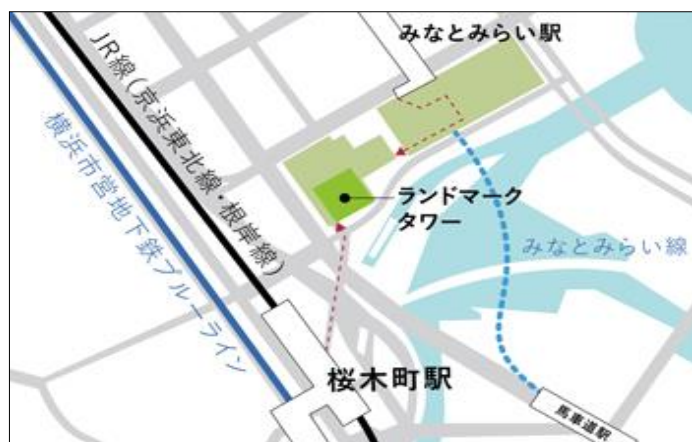 みなとみらい駅
JR線(京浜東北線・根岸線)
横浜市営地下鉄ブルーライン
ランドマーク
タワー
みなとみらい線
桜木町駅
馬車道駅